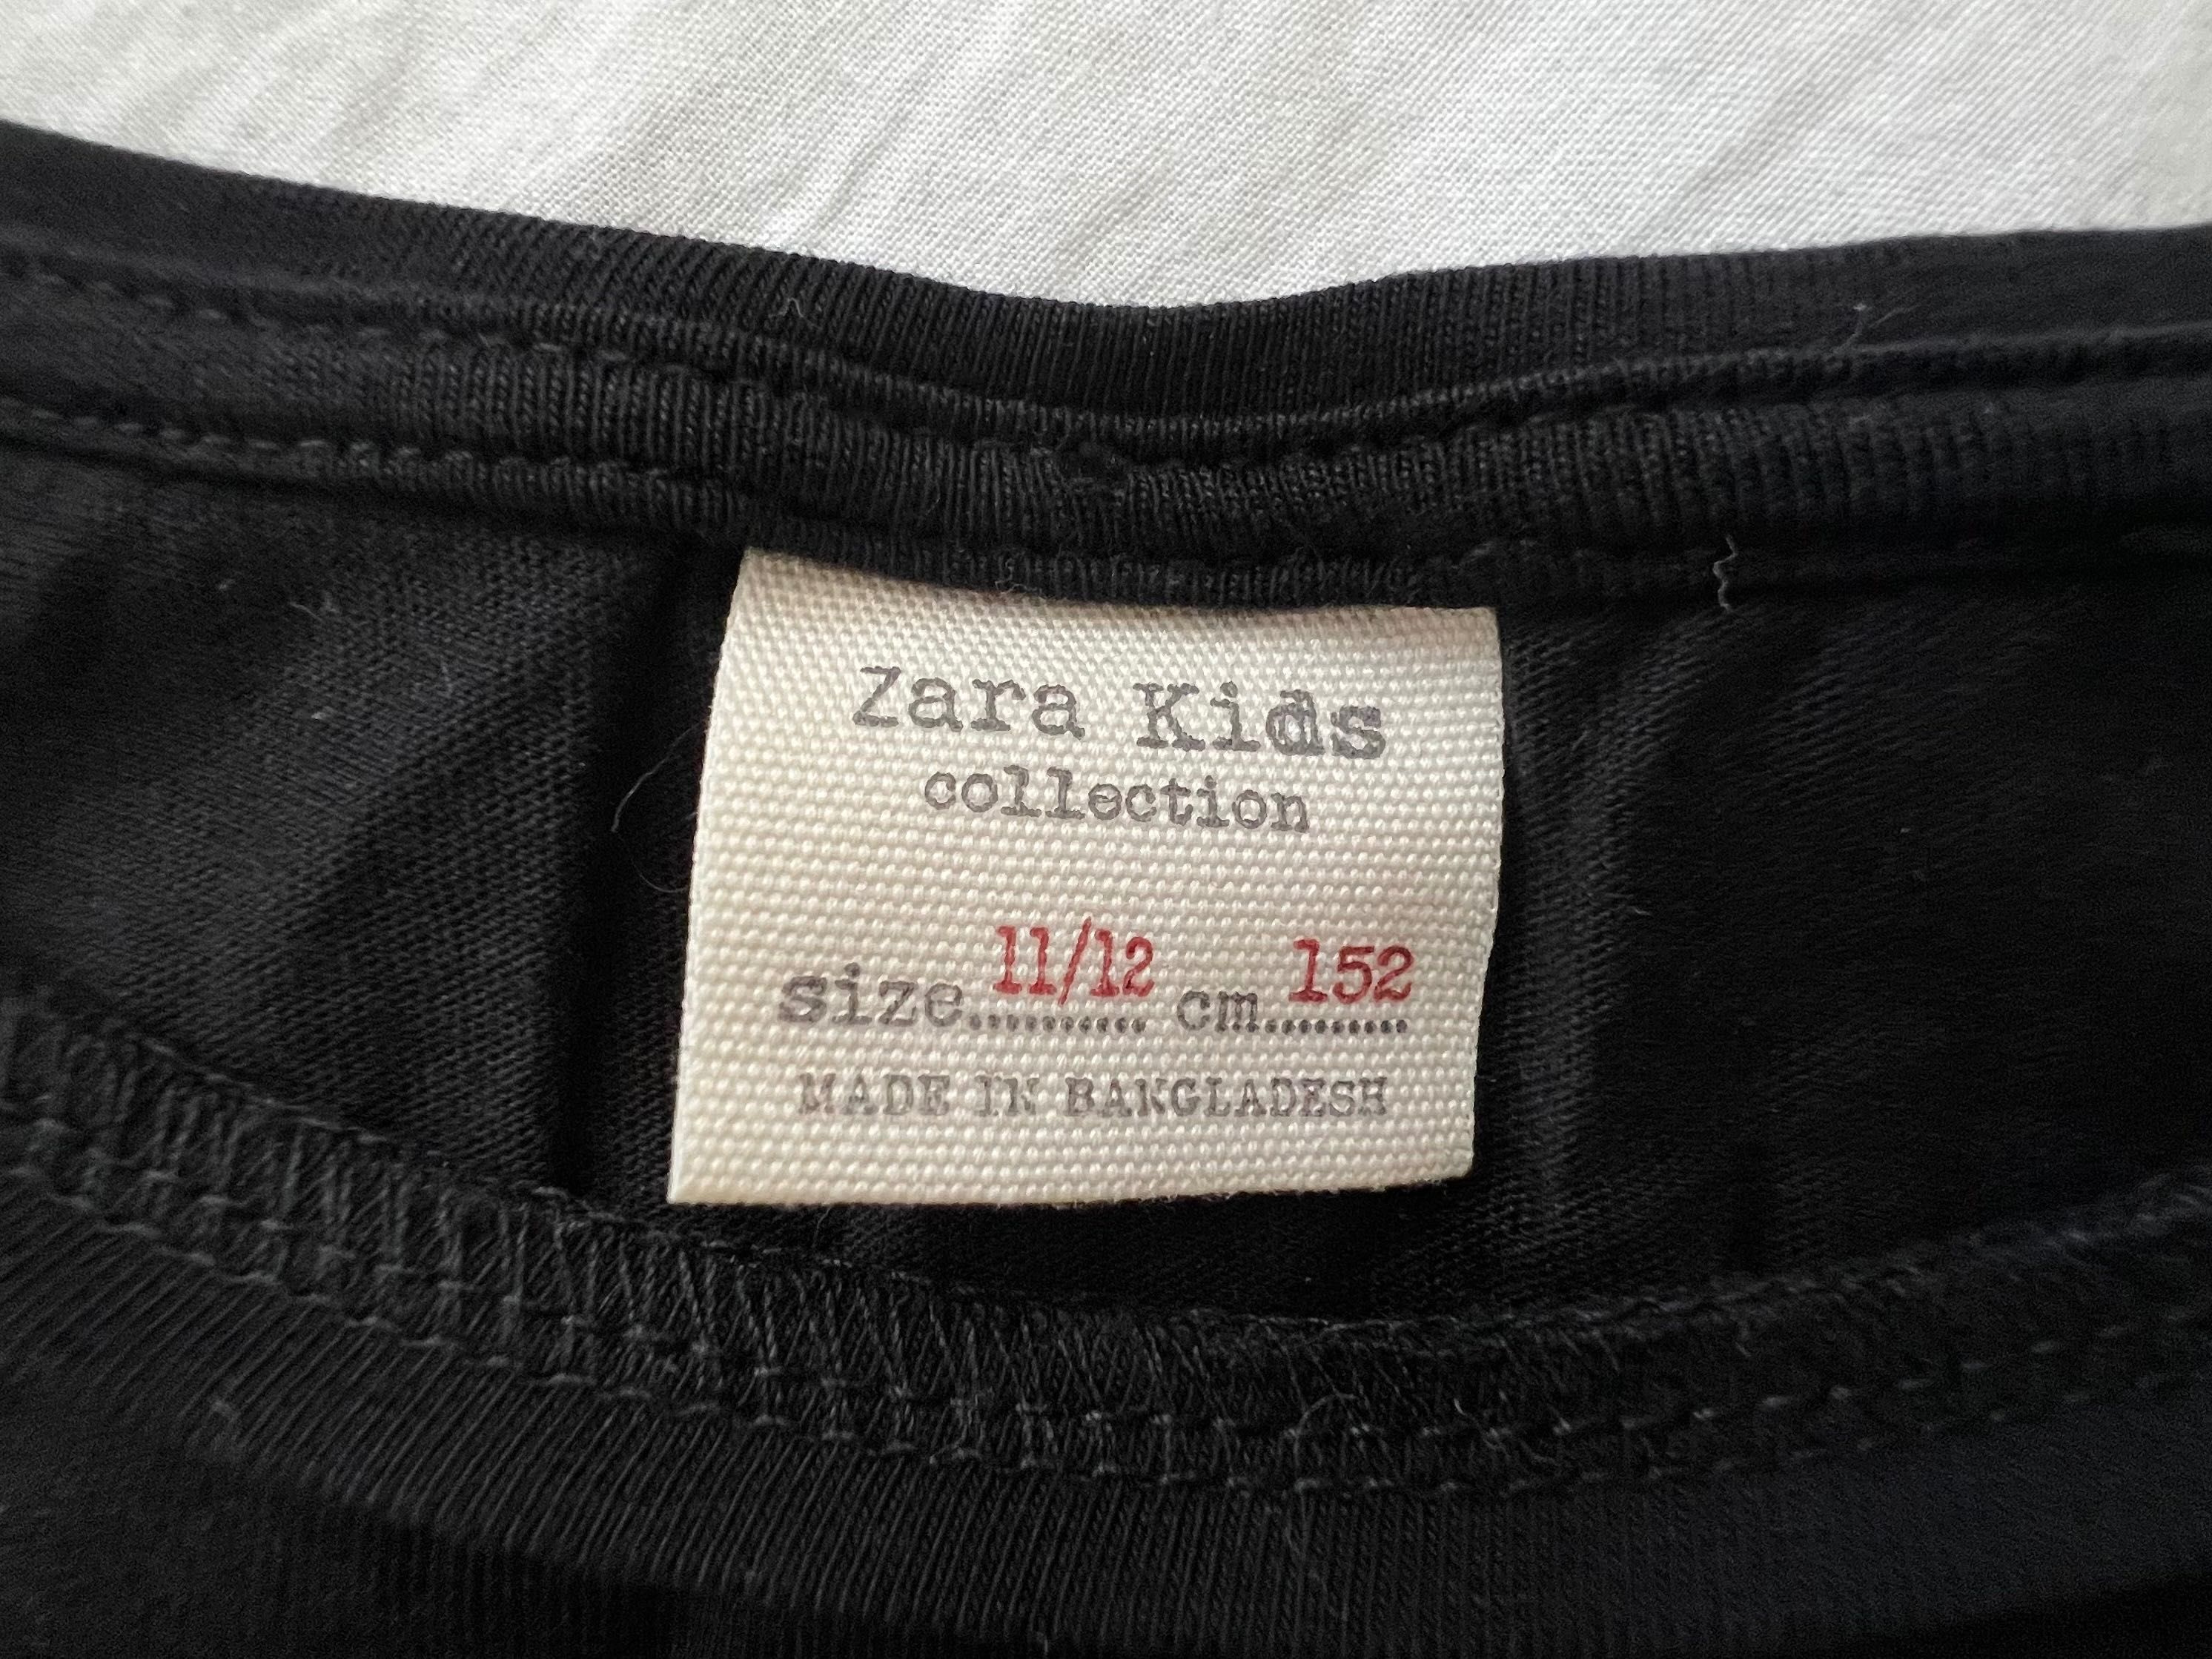 Zara Kids
collection
size 11/12 cm 152
MADE IN BANGLADESH